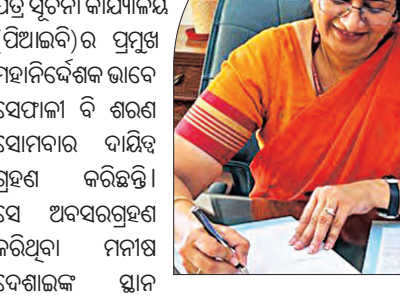 ପତ୍ର ସୂଚନା କାର୍ଯ୍ୟାଳୟ
(ପିଆଇବି)ର ପ୍ରମୁଖ
ମହାନିର୍ଦ୍ଦେଶକ ଭାବେ
ସେଫାଳୀ ବି ଶରଣ
ସୋମବାର ଦାୟିତ୍ୱ
ଗ୍ରହଣ କରିଛନ୍ତି।
ସେ ଅବସରଗ୍ରହଣ
କରିଥିବା ମନୀଷ
ଦେଶାଇଙ୍କ ସ୍ଥାନ